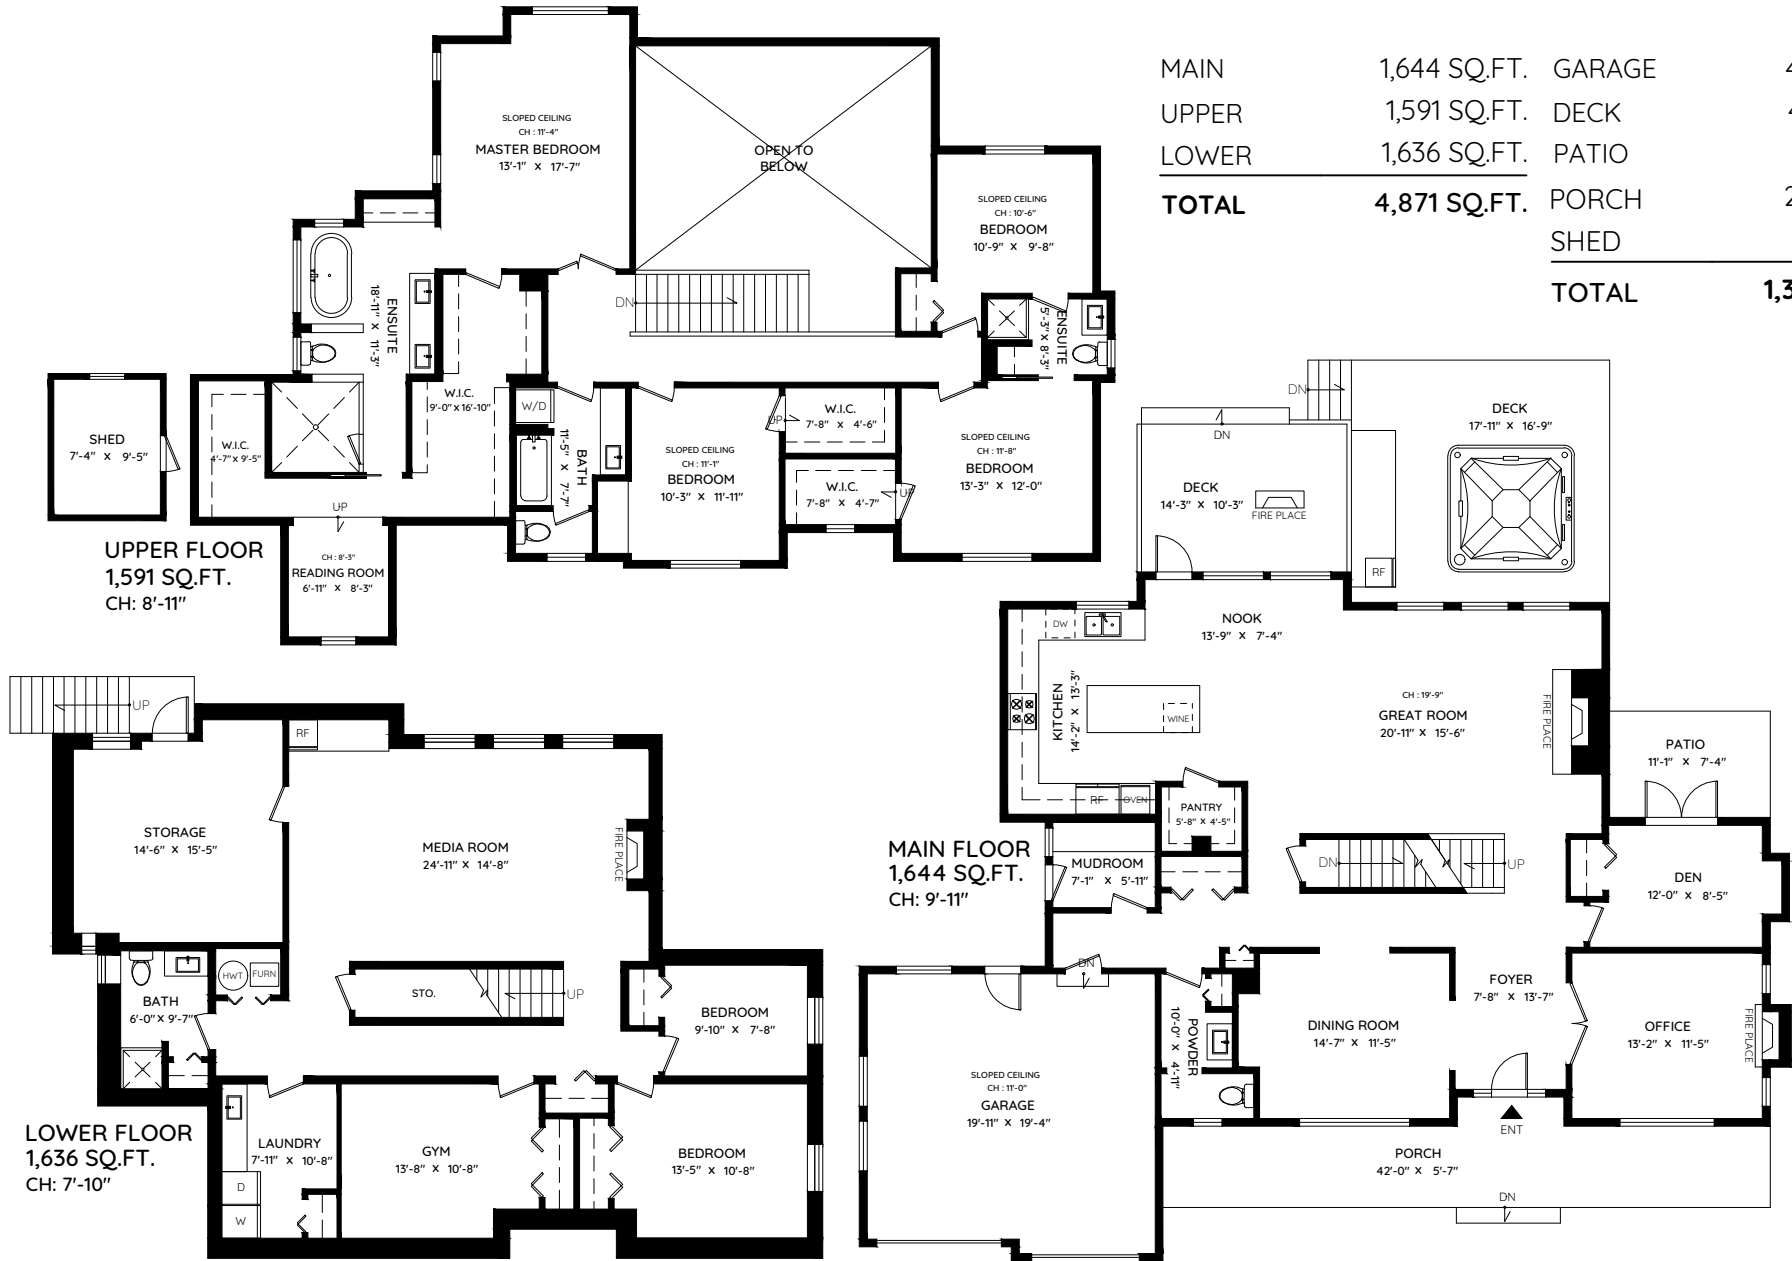 MAIN 1,644 SQ.FT.
UPPER 1,591 SQ.FT.
LOWER 1,636 SQ.FT.
TOTAL 4,871 SQ.FT.
GARAGE
DECK
PATIO
PORCH
SHED
TOTAL
SLOPED CEILING
CH : 11'-4"
MASTER BEDROOM
13'-1" X 17'-7"
OPEN TO
BELOW
SLOPED CEILING
CH : 10'-6"
BEDROOM
10'-9" X 9'-8"
DN
ENSUITE
18'-11" X 11'-3"
ENSUITE
5'-3" X 8'-3"
W.I.C.
9'-0" X 16'-10"
W.I.C.
4'-7" X 9'-5"
SHED
7'-4" X 9'-5"
W/D
BATH
11'-5" X 7'-7"
SLOPED CEILING
CH : 11'-1"
BEDROOM
10'-3" X 11'-11"
UP
W.I.C.
7'-8" X 4'-6"
W.I.C.
7'-8" X 4'-7"
UP
SLOPED CEILING
CH : 11'-8"
BEDROOM
13'-3" X 12'-0"
UP
CH : 8'-3"
READING ROOM
6'-11" X 8'-3"
UPPER FLOOR
1,591 SQ.FT.
CH: 8'-11"
DN
DECK
17'-11" X 16'-9"
DN
DECK
14'-3" X 10'-3"
FIRE PLACE
RF
NOOK
13'-9" X 7'-4"
DW
KITCHEN
14'-2" X 13'-3"
WINE
CH : 19'-9"
GREAT ROOM
20'-11" X 15'-6"
FIRE PLACE
PATIO
11'-1" X 7'-4"
RF
OVEN
PANTRY
5'-8" X 4'-5"
MUDROOM
7'-1" X 5'-11"
DN
UP
DEN
12'-0" X 8'-5"
MAIN FLOOR
1,644 SQ.FT.
CH: 9'-11"
DN
FOYER
7'-8" X 13'-7"
DINING ROOM
14'-7" X 11'-5"
OFFICE
13'-2" X 11'-5"
FIRE PLACE
POWDER
10'-0" X 4'-11"
SLOPED CEILING
CH : 11'-0"
GARAGE
19'-11" X 19'-4"
ENT
PORCH
42'-0" X 5'-7"
DN
UP
RF
STORAGE
14'-6" X 15'-5"
MEDIA ROOM
24'-11" X 14'-8"
FIRE PLACE
HWT
FURN
STO.
UP
BATH
6'-0" X 9'-7"
BEDROOM
9'-10" X 7'-8"
LAUNDRY
7'-11" X 10'-8"
D
W
GYM
13'-8" X 10'-8"
BEDROOM
13'-5" X 10'-8"
LOWER FLOOR
1,636 SQ.FT.
CH: 7'-10"